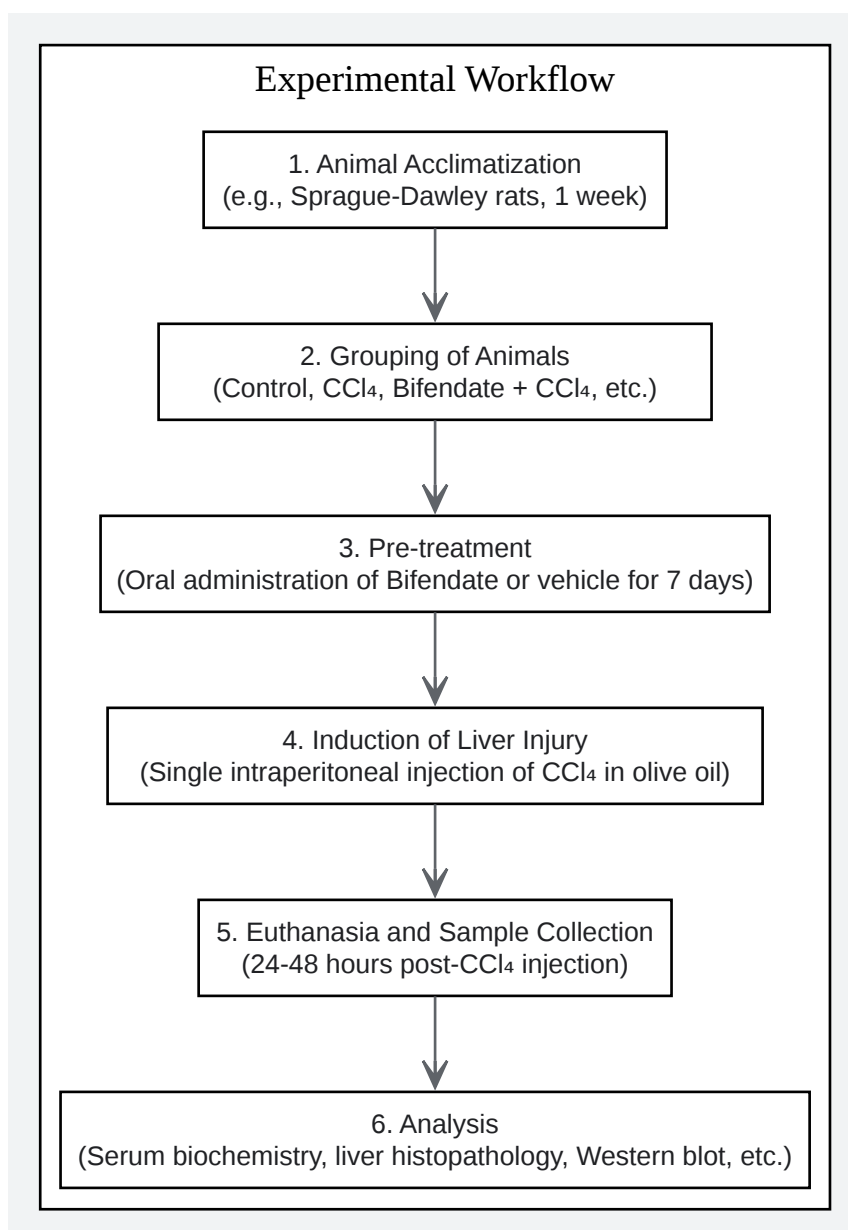 Experimental Workflow
1. Animal Acclimatization
(e.g., Sprague-Dawley rats, 1 week)
2. Grouping of Animals
(Control, CCl₄, Bifendate + CCl₄, etc.)
3. Pre-treatment
(Oral administration of Bifendate or vehicle for 7 days)
4. Induction of Liver Injury
(Single intraperitoneal injection of CCl₄ in olive oil)
5. Euthanasia and Sample Collection
(24-48 hours post-CCl₄ injection)
6. Analysis
(Serum biochemistry, liver histopathology, Western blot, etc.)